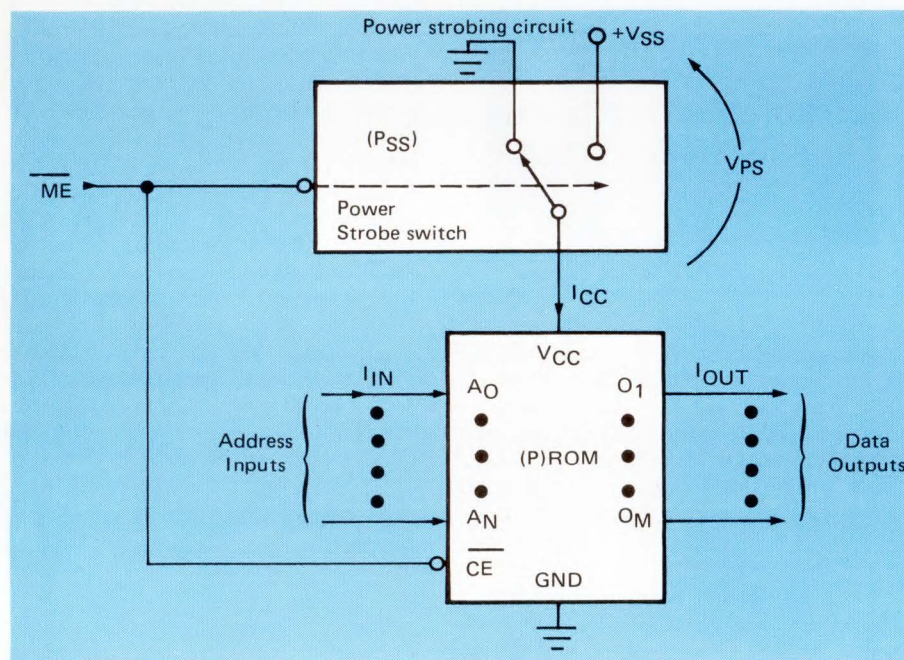 Power strobing circuit
+VSS
(PSS)
VPS
ME
Power
Strobe switch
ICC
VCC
IIN
IOUT
AO
O1
Address
Inputs
(P)ROM
Data
Outputs
AN
OM
CE
GND